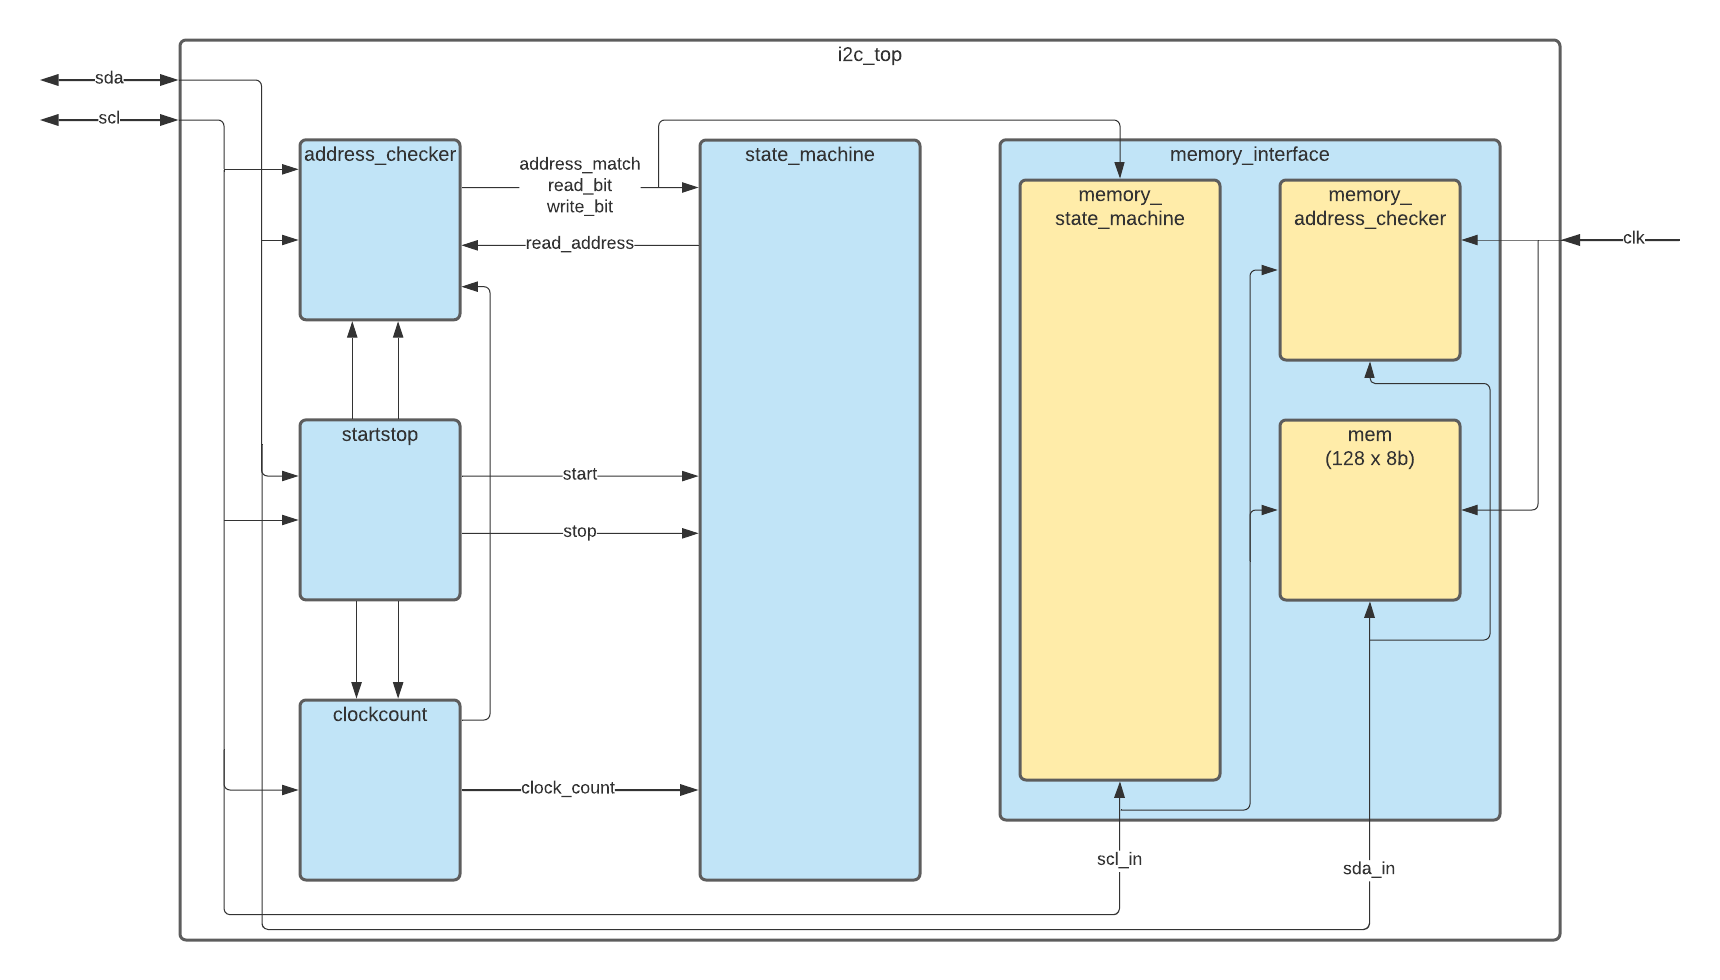 i2c_top
sda
scl
address_checker
address_match
read_bit
write_bit
read_address
state_machine
memory_interface
memory_
state_machine
memory_
address_checker
clk
startstop
start
stop
mem
(128 x 8b)
clockcount
clock_count
scl_in
sda_in